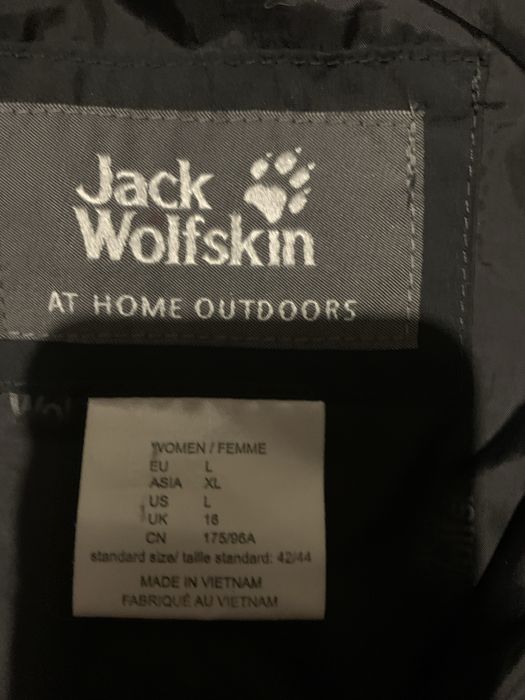 Jack
Wolfskin
AT HOME OUTDOORS
WOMEN / FEMME
EU L
ASIA XL
US L
UK 16
CN 175/96A
standard size/ taille standard: 42/44
MADE IN VIETNAM
FABRIQUÉ AU VIETNAM